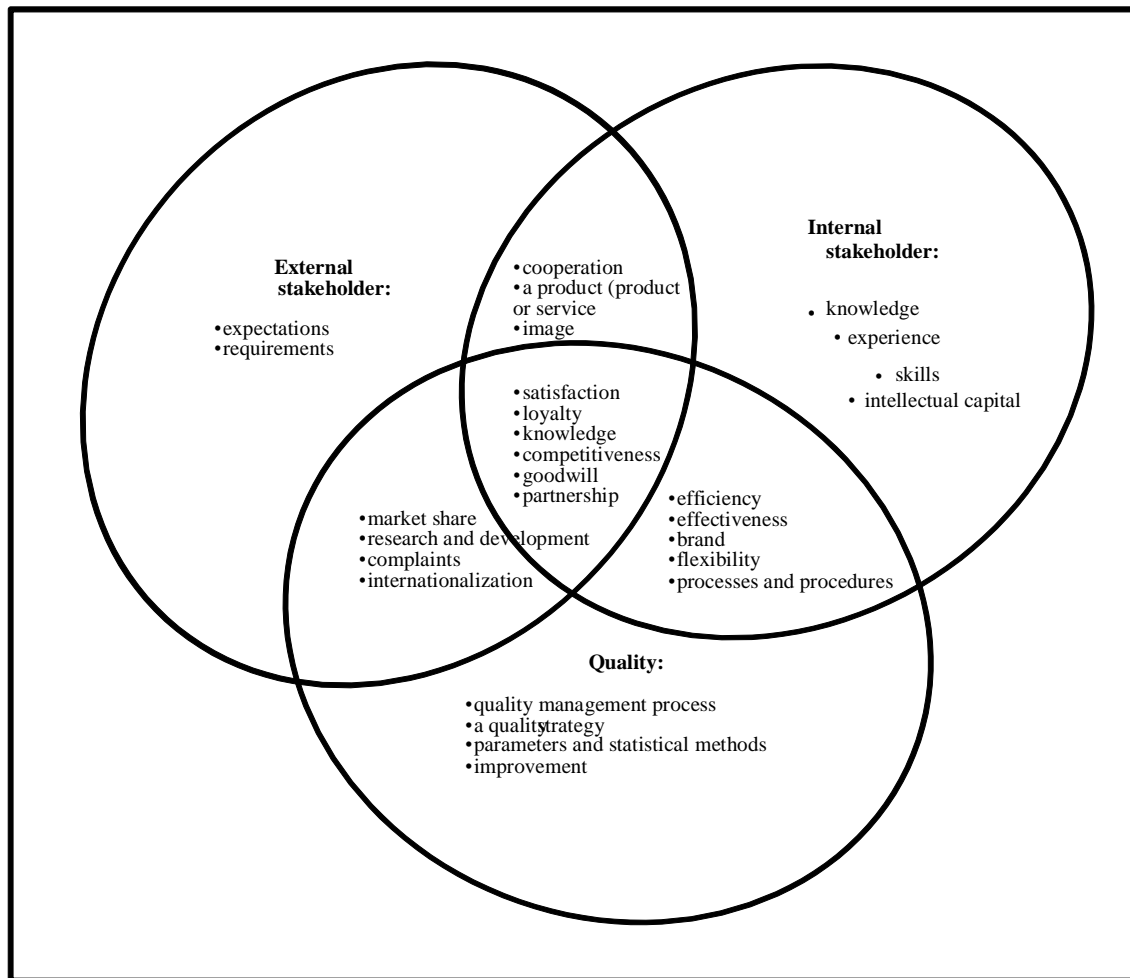 External
stakeholder:
•expectations
•requirements
•cooperation
•a product (product
or service
•image
Internal
stakeholder:
• knowledge
• experience
• skills
• intellectual capital
•satisfaction
•loyalty
•knowledge
•competitiveness
•goodwill
•partnership
•market share
•research and development
•complaints
•internationalization
•efficiency
•effectiveness
•brand
•flexibility
•processes and procedures
Quality:
•quality management process
•a qualitystrategy
•parameters and statistical methods
•improvement